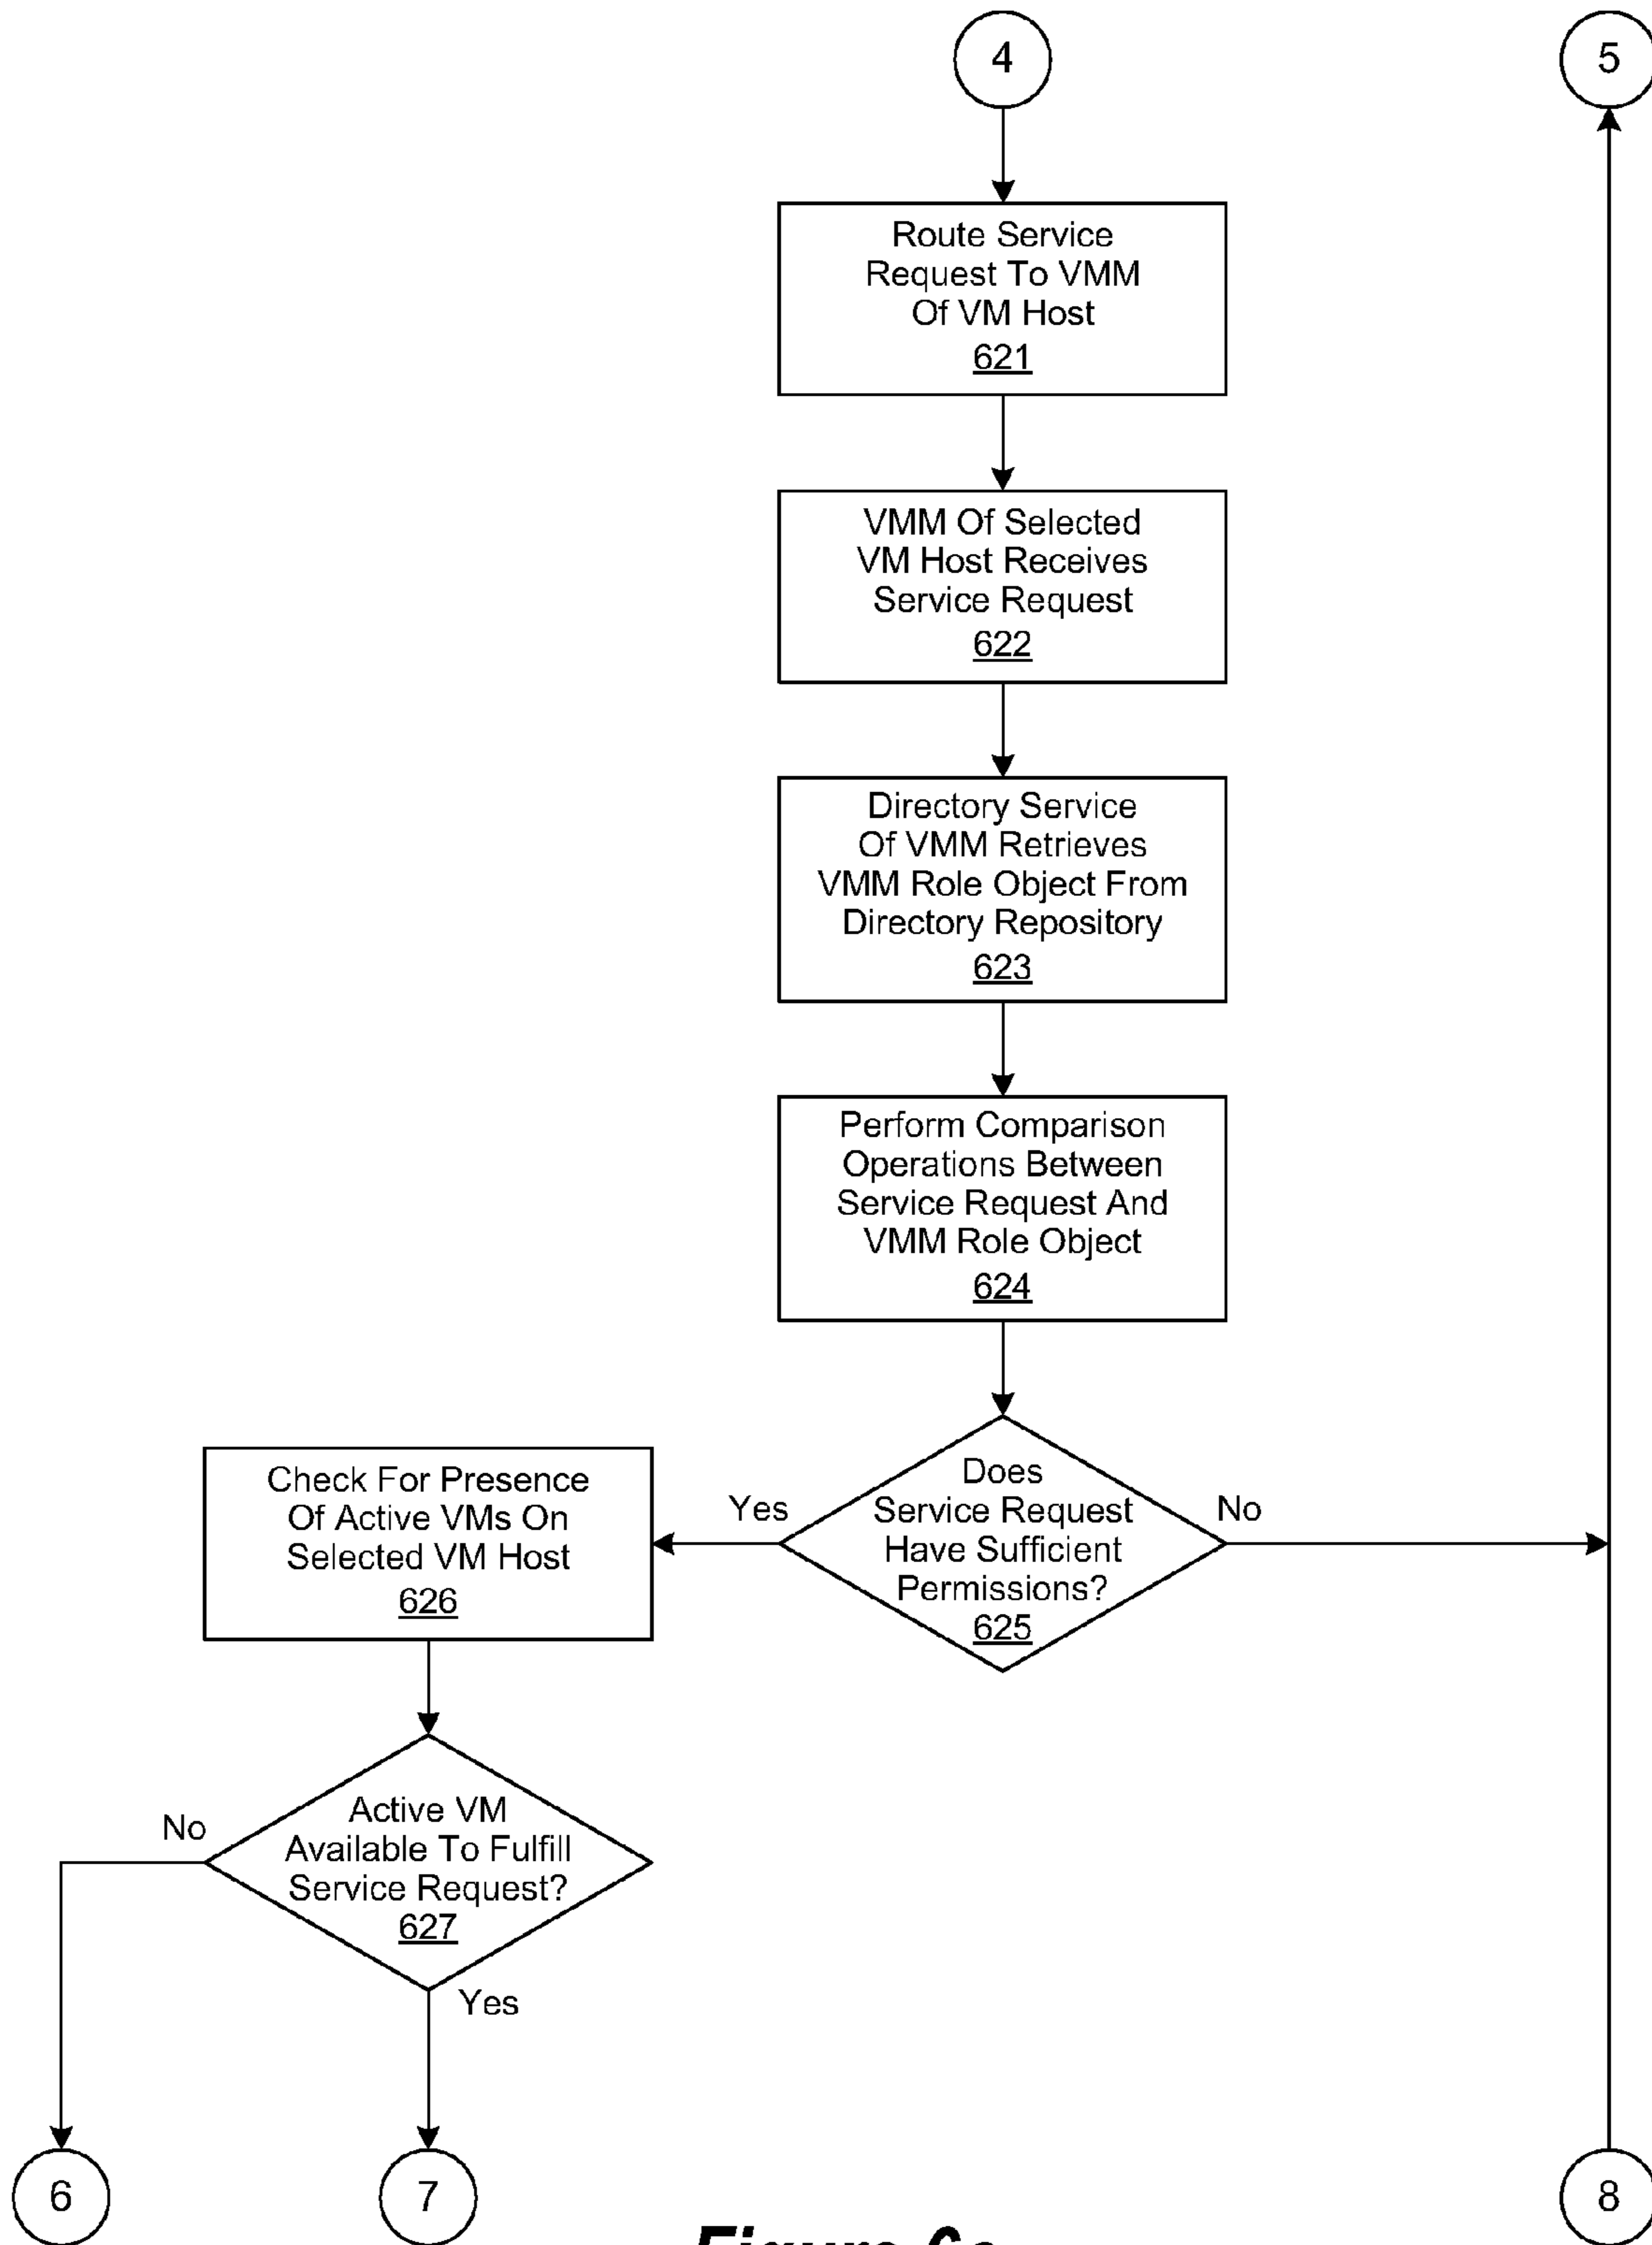 4
5
Route Service
Request To VMM
Of VM Host
621
VMM Of Selected
VM Host Receives
Service Request
622
Directory Service
Of VMM Retrieves
VMM Role Object From
Directory Repository
623
Perform Comparison
Operations Between
Service Request And
VMM Role Object
624
Check For Presence
Of Active VMs On
Selected VM Host
626
Yes
Does
Service Request
Have Sufficient
Permissions?
625
No
No
Active VM
Available To Fulfill
Service Request?
627
Yes
6
7
8